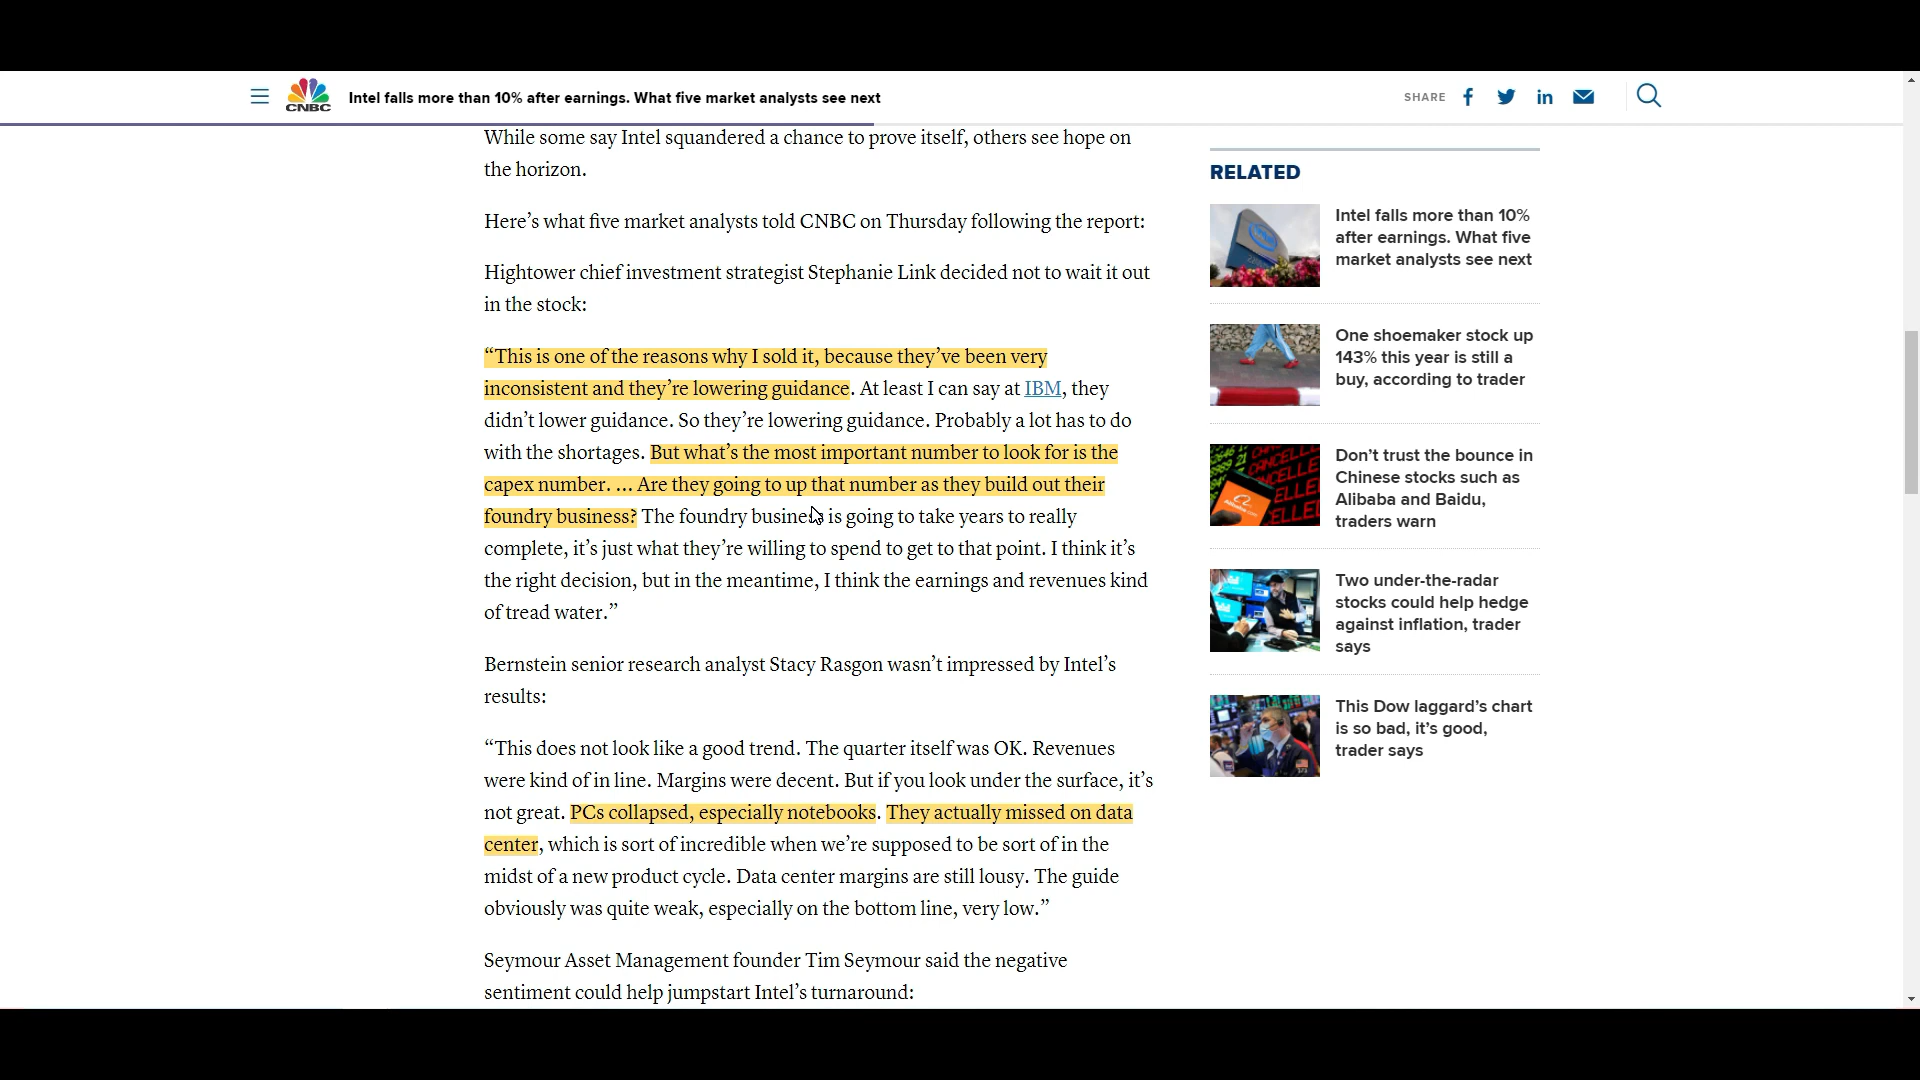 CNBC
Intel falls more than 10% after earnings. What five market analysts see next
SHARE
While some say Intel squandered a chance to prove itself, others see hope on
the horizon.
Here’s what five market analysts told CNBC on Thursday following the report:
Hightower chief investment strategist Stephanie Link decided not to wait it out
in the stock:
“This is one of the reasons why I sold it, because they’ve been very
inconsistent and they’re lowering guidance. At least I can say at IBM, they
didn’t lower guidance. So they’re lowering guidance. Probably a lot has to do
with the shortages. But what’s the most important number to look for is the
capex number. … Are they going to up that number as they build out their
foundry business? The foundry business is going to take years to really
complete, it’s just what they’re willing to spend to get to that point. I think it’s
the right decision, but in the meantime, I think the earnings and revenues kind
of tread water.”
Bernstein senior research analyst Stacy Rasgon wasn’t impressed by Intel’s
results:
“This does not look like a good trend. The quarter itself was OK. Revenues
were kind of in line. Margins were decent. But if you look under the surface, it’s
not great. PCs collapsed, especially notebooks. They actually missed on data
center, which is sort of incredible when we’re supposed to be sort of in the
midst of a new product cycle. Data center margins are still lousy. The guide
obviously was quite weak, especially on the bottom line, very low.”
Seymour Asset Management founder Tim Seymour said the negative
sentiment could help jumpstart Intel’s turnaround:
RELATED
Intel falls more than 10%
after earnings. What five
market analysts see next
One shoemaker stock up
143% this year is still a
buy, according to trader
Don’t trust the bounce in
Chinese stocks such as
Alibaba and Baidu,
traders warn
Two under-the-radar
stocks could help hedge
against inflation, trader
says
This Dow laggard’s chart
is so bad, it’s good,
trader says